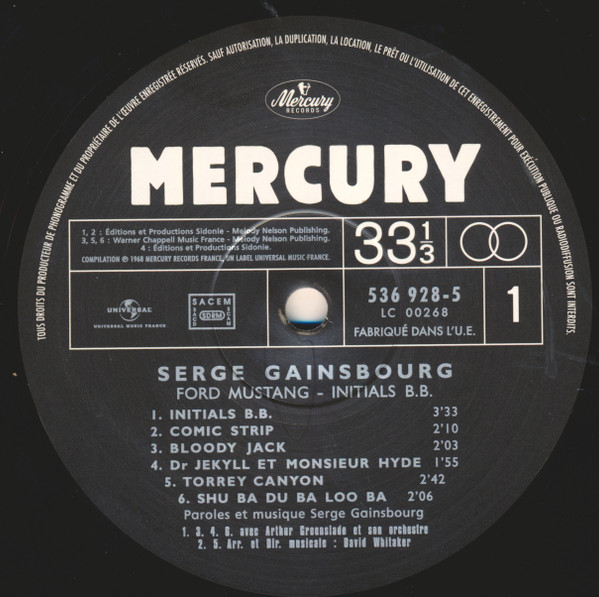 TOUS DROITS DU PRODUCTEUR DE PHONOGRAMME ET DU PROPRIÉTAIRE DE L'ŒUVRE ENREGISTRÉE RÉSERVÉS. SAUF AUTORISATION, LA DUPLICATION, LA LOCATION, LE PRÊT OU L'UTILISATION DE CET ENREGISTREMENT POUR EXÉCUTION PUBLIQUE OU RADIODIFFUSION SONT INTERDITS.
Mercury
RECORDS
MERCURY
1, 2 : Éditions et Productions Sidonie - Melody Nelson Publishing.
3, 5, 6 : Warner Chappell Music France - Melody Nelson Publishing.
4 : Éditions et Productions Sidonie.
COMPILATION ℗ 1968 MERCURY RECORDS FRANCE, UN LABEL UNIVERSAL MUSIC FRANCE.
33 1/3
UNIVERSAL
UNIVERSAL MUSIC FRANCE
SACEM
SACD
SDRM
SCAM
536 928-5
LC 00268
FABRIQUÉ DANS L'U.E.
1
SERGE GAINSBOURG
FORD MUSTANG - INITIALS B.B.
1. INITIALS B.B. 3'33
2. COMIC STRIP 2'10
3. BLOODY JACK 2'03
4. Dr JEKYLL ET MONSIEUR HYDE 1'55
5. TORREY CANYON 2'42
6. SHU BA DU BA LOO BA 2'06
Paroles et musique Serge Gainsbourg
1. 3. 4. 6. avec Arthur Greenslade et son orchestre
2. 5. Arr. et Dir. musicale : David Whitaker